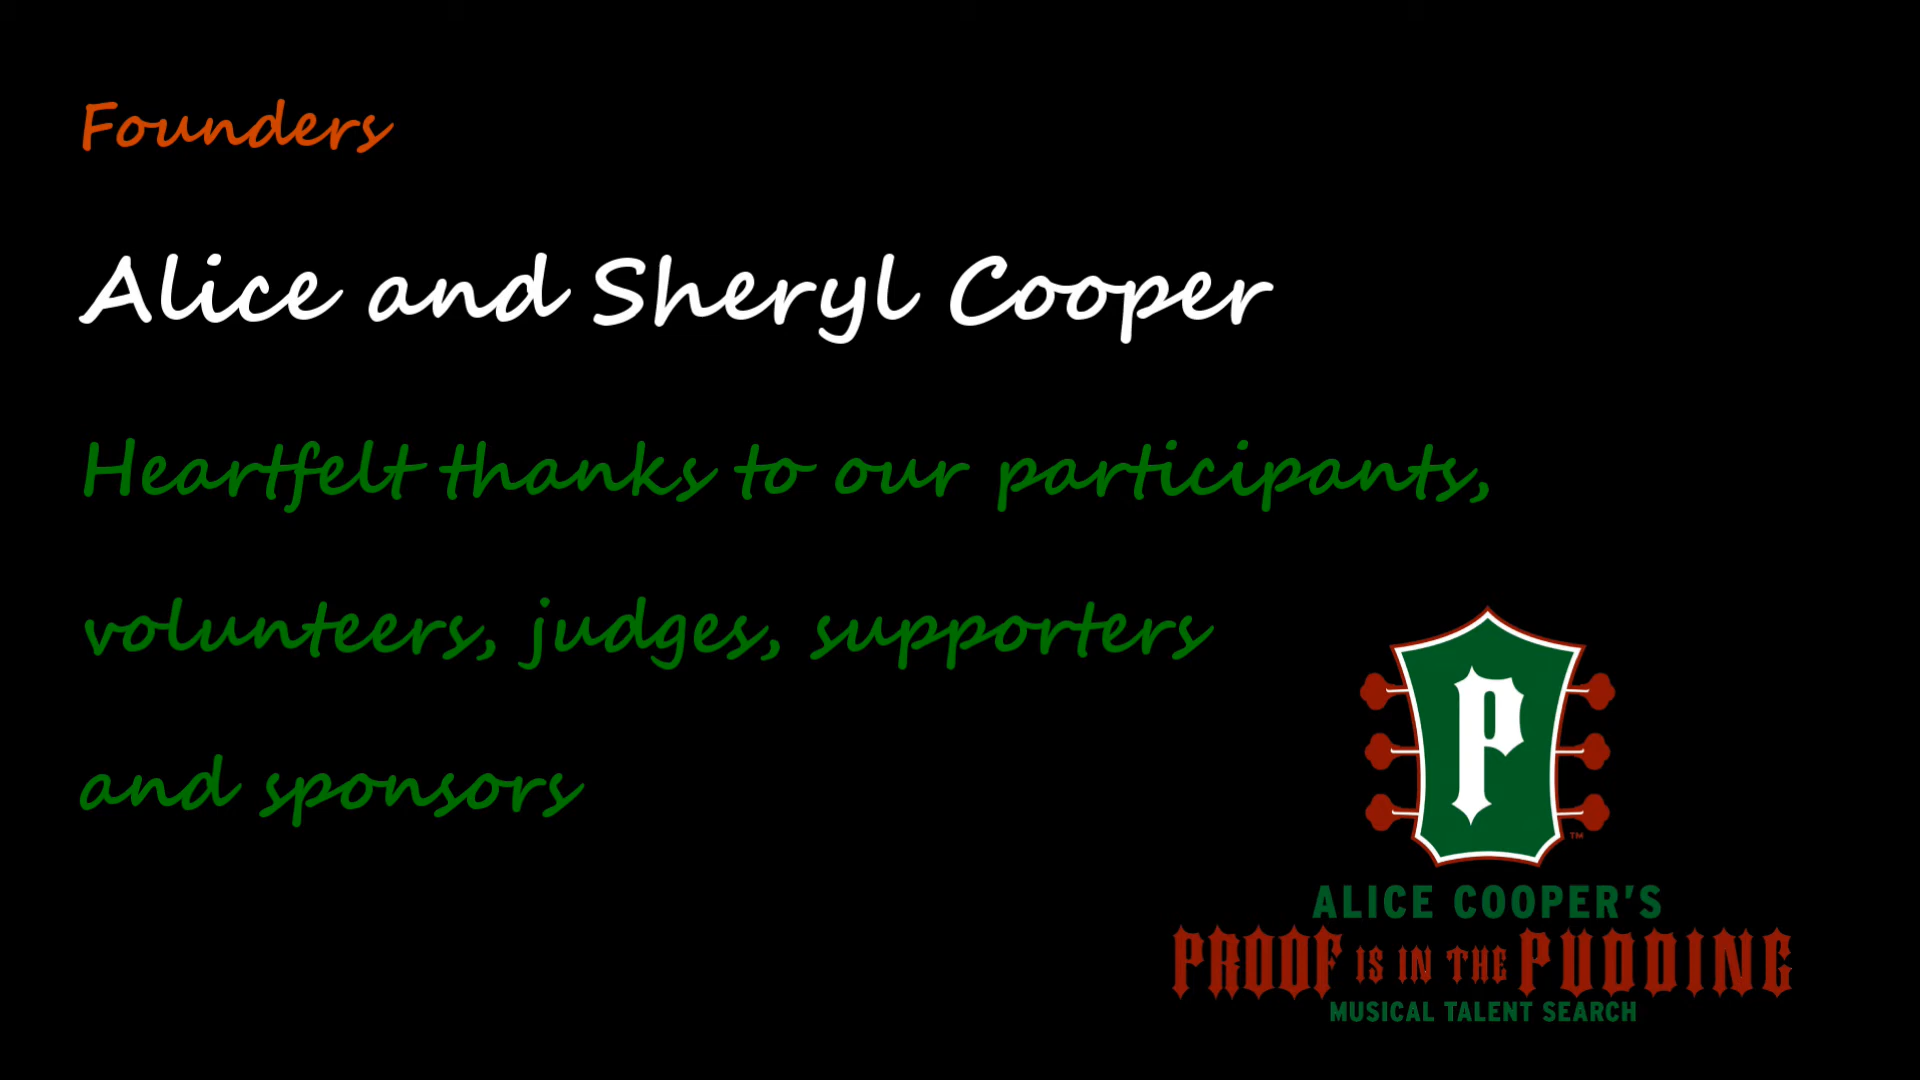 Founders
Alice and Sheryl Cooper
Heartfelt thanks to our participants,
volunteers, judges, supporters
and sponsors
P
TM
ALICE COOPER'S
PROOF IS IN THE PUDDING
MUSICAL TALENT SEARCH